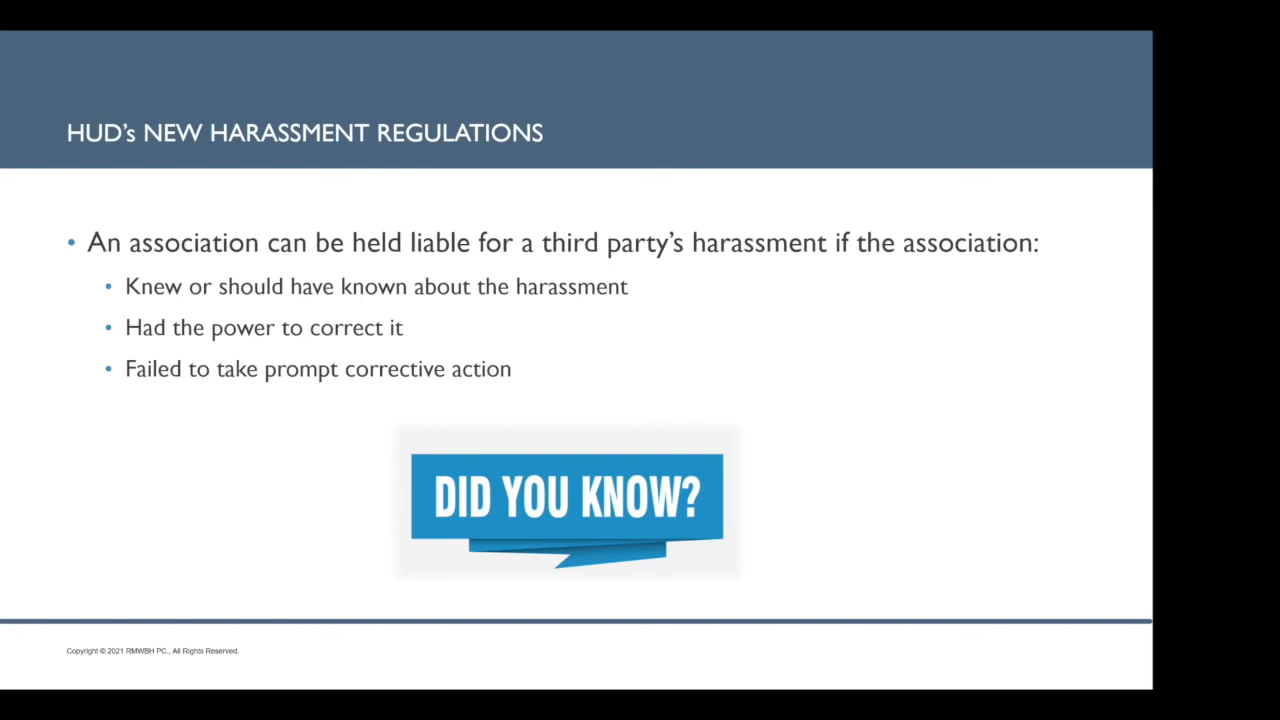 HUD's NEW HARASSMENT REGULATIONS
• An association can be held liable for a third party's harassment if the association:
• Knew or should have known about the harassment
• Had the power to correct it
• Failed to take prompt corrective action
DID YOU KNOW?
Copyright © 2021 RMWBH PC., All Rights Reserved.